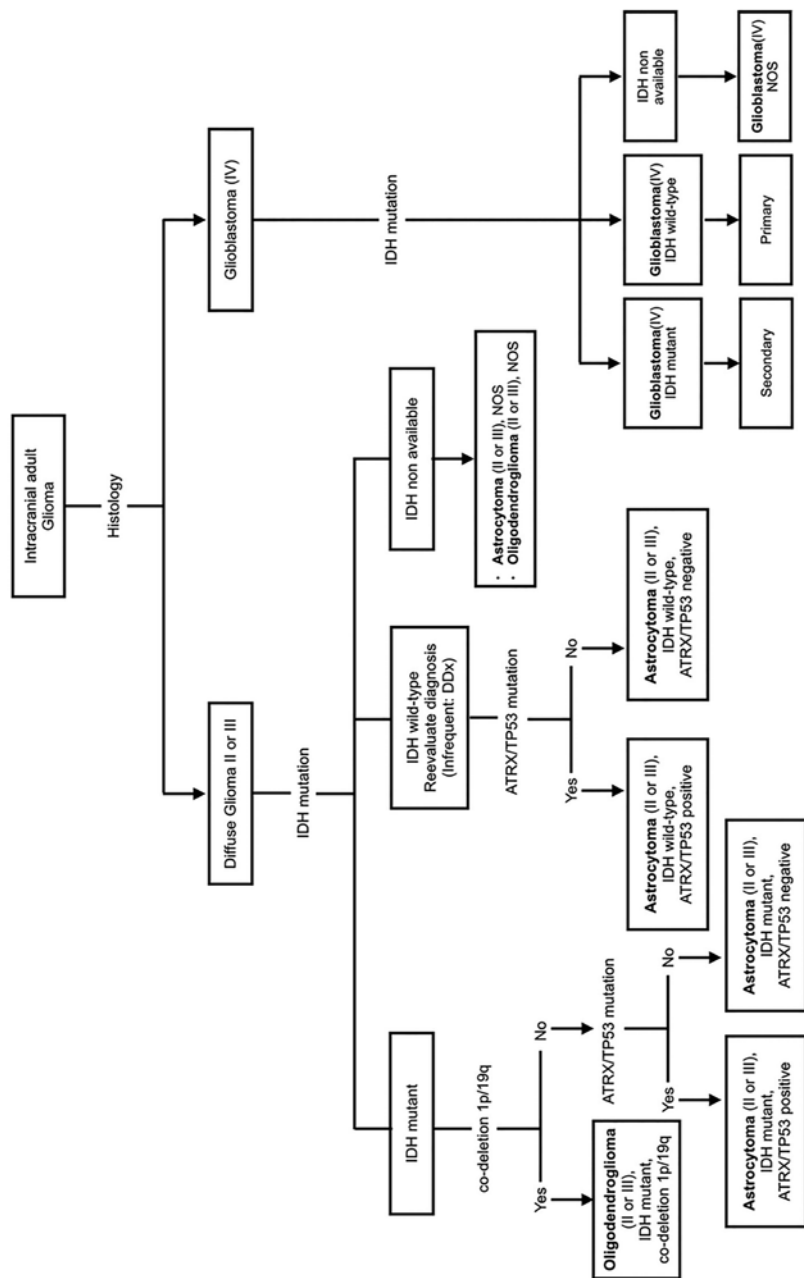 Intracranial adult
Glioma
Histology
Diffuse Glioma II or III
Glioblastoma (IV)
IDH mutation
IDH mutation
IDH mutant
IDH wild-type
Reevaluate diagnosis
(Infrequent: DDx)
IDH non available
co-deletion 1p/19q
ATRX/TP53 mutation
· Astrocytoma (II or III), NOS
· Oligodendroglioma (II or III), NOS
Yes
No
Yes
No
Oligodendroglioma
(II or III),
IDH mutant,
co-deletion 1p/19q
ATRX/TP53 mutation
Yes
No
Astrocytoma (II or III),
IDH mutant,
ATRX/TP53 positive
Astrocytoma (II or III),
IDH mutant,
ATRX/TP53 negative
Astrocytoma (II or III),
IDH wild-type,
ATRX/TP53 positive
Astrocytoma (II or III),
IDH wild-type,
ATRX/TP53 negative
Glioblastoma(IV)
IDH mutant
Glioblastoma(IV)
IDH wild-type
IDH non
available
Secondary
Primary
Glioblastoma(IV)
NOS